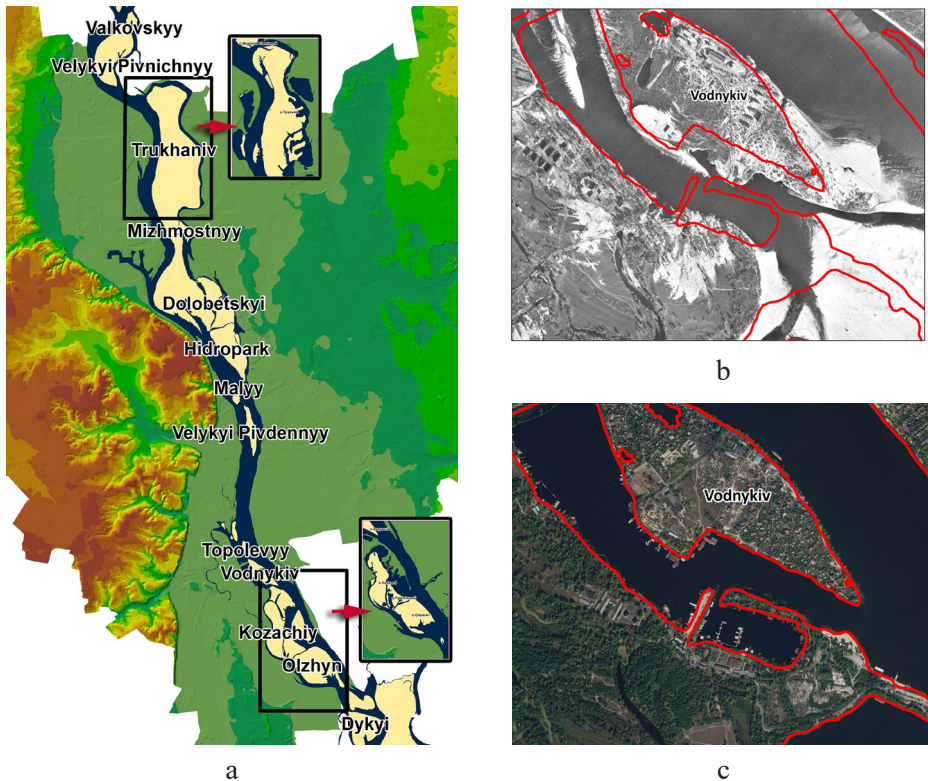 Valkovskyy
Velykyi Pivnichnyy
Trukhaniv
Mizhmostnyy
Dolobetskyi
Hidropark
Malyy
Velykyi Pivdennyy
Topolevyy
Vodnykiv
Kozachiy
Olzhyn
Dykyi
a
Vodnykiv
b
Vodnykiv
c